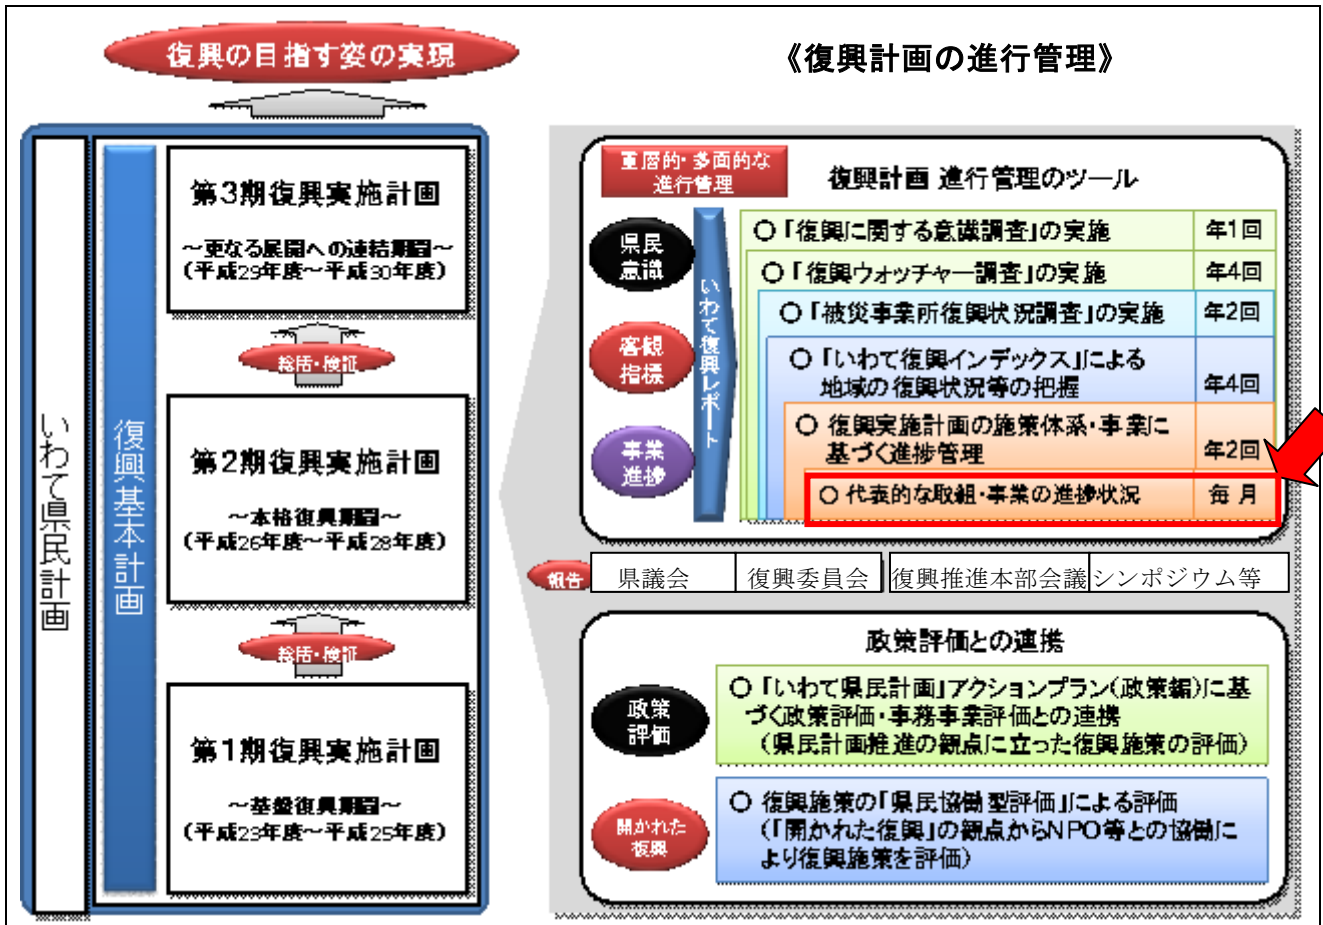 復興の目指す姿の実現
《復興計画の進行管理》
いわて県民計画
復興基本計画
第3期復興実施計画
～更なる展開への連結期間～
(平成29年度～平成30年度)
総括・検証
第2期復興実施計画
～本格復興期間～
(平成26年度～平成28年度)
総括・検証
第1期復興実施計画
～基盤復興期間～
(平成23年度～平成25年度)
重層的・多面的な
進行管理
復興計画 進行管理のツール
県民
意識
客観
指標
事業
進捗
いわて復興レポート
○「復興に関する意識調査」の実施 年1回
○「復興ウォッチャー調査」の実施 年4回
○「被災事業所復興状況調査」の実施 年2回
○「いわて復興インデックス」による
地域の復興状況等の把握 年4回
○ 復興実施計画の施策体系・事業に
基づく進捗管理 年2回
○ 代表的な取組・事業の進捗状況 毎月
報告 県議会 復興委員会 復興推進本部会議 シンポジウム等
政策評価との連携
政策
評価
○「いわて県民計画」アクションプラン(政策編)に基
づく政策評価・事務事業評価との連携
(県民計画推進の観点に立った復興施策の評価)
開かれた
復興
○ 復興施策の「県民協働型評価」による評価
(「開かれた復興」の観点からNPO等との協働に
より復興施策を評価)